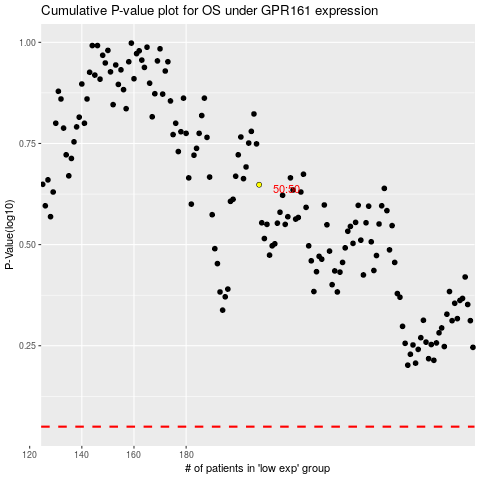 Cumulative P-value plot for OS under GPR161 expression
P-Value(log10)
1.00
0.75
0.50
0.25
50:50
120 140 160 180
# of patients in 'low exp' group